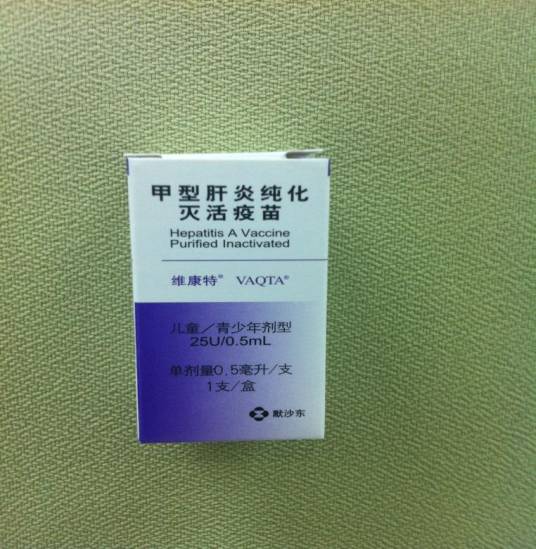 甲型肝炎纯化
灭活疫苗
Hepatitis A Vaccine
Purified Inactivated
维康特® VAQTA®
儿童／青少年剂型
25U/0.5mL
单剂量0.5毫升／支
1支／盒
默沙东